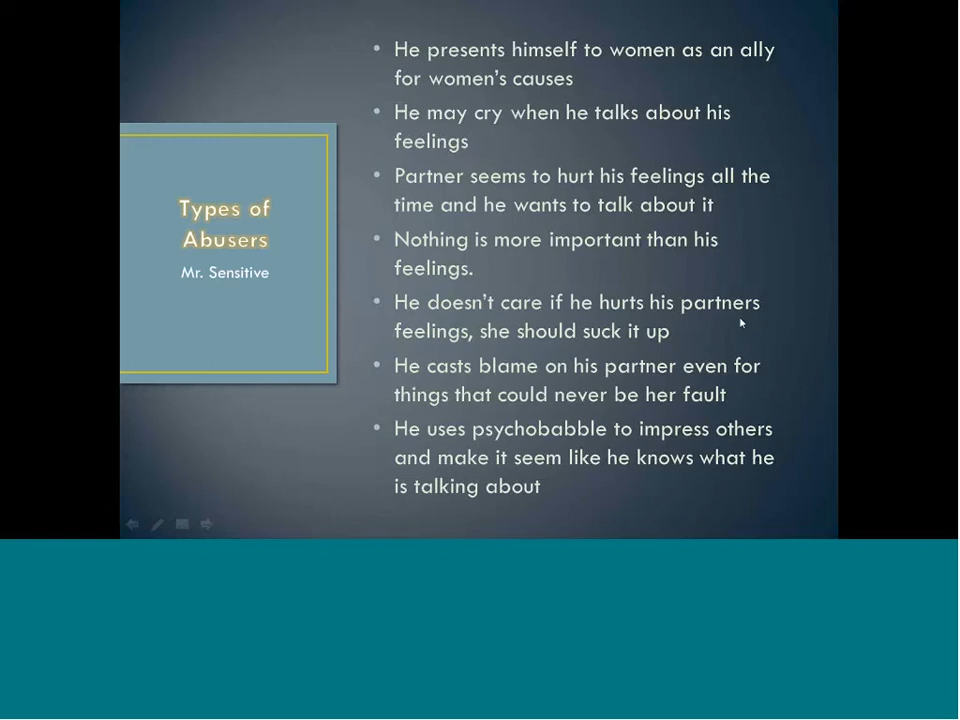 Types of
Abusers
Mr. Sensitive
• He presents himself to women as an ally
for women's causes
• He may cry when he talks about his
feelings
• Partner seems to hurt his feelings all the
time and he wants to talk about it
• Nothing is more important than his
feelings.
• He doesn't care if he hurts his partners
feelings, she should suck it up
• He casts blame on his partner even for
things that could never be her fault
• He uses psychobabble to impress others
and make it seem like he knows what he
is talking about